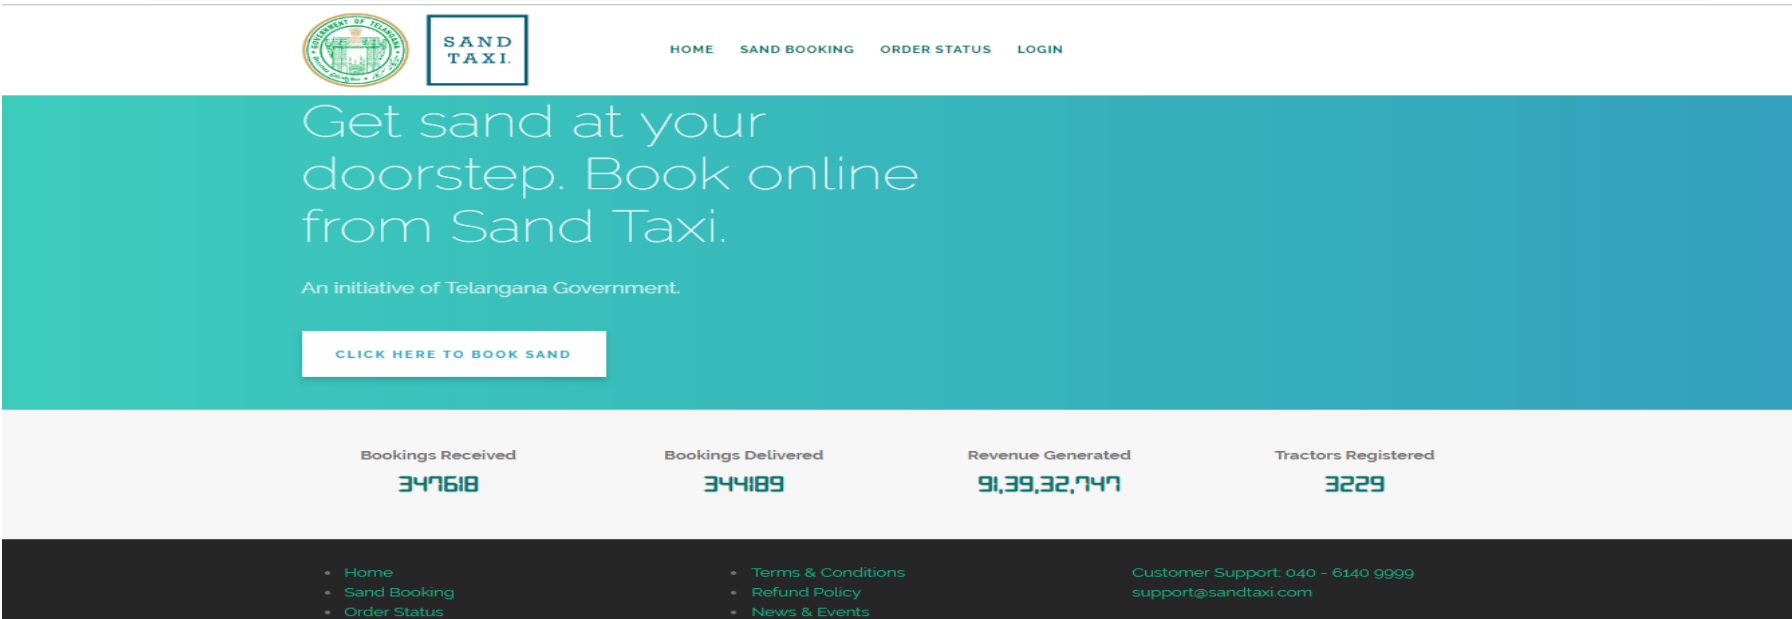 GOVERNMENT OF TELANGANA
SAND
TAXI.
HOME SAND BOOKING ORDER STATUS LOGIN
Get sand at your
doorstep. Book online
from Sand Taxi.
An initiative of Telangana Government.
CLICK HERE TO BOOK SAND
Bookings Received Bookings Delivered Revenue Generated Tractors Registered
347618 344189 91,39,32,747 3229
Home Terms & Conditions Customer Support: 040 - 6140 9999
Sand Booking Refund Policy support@sandtaxi.com
Order Status News & Events